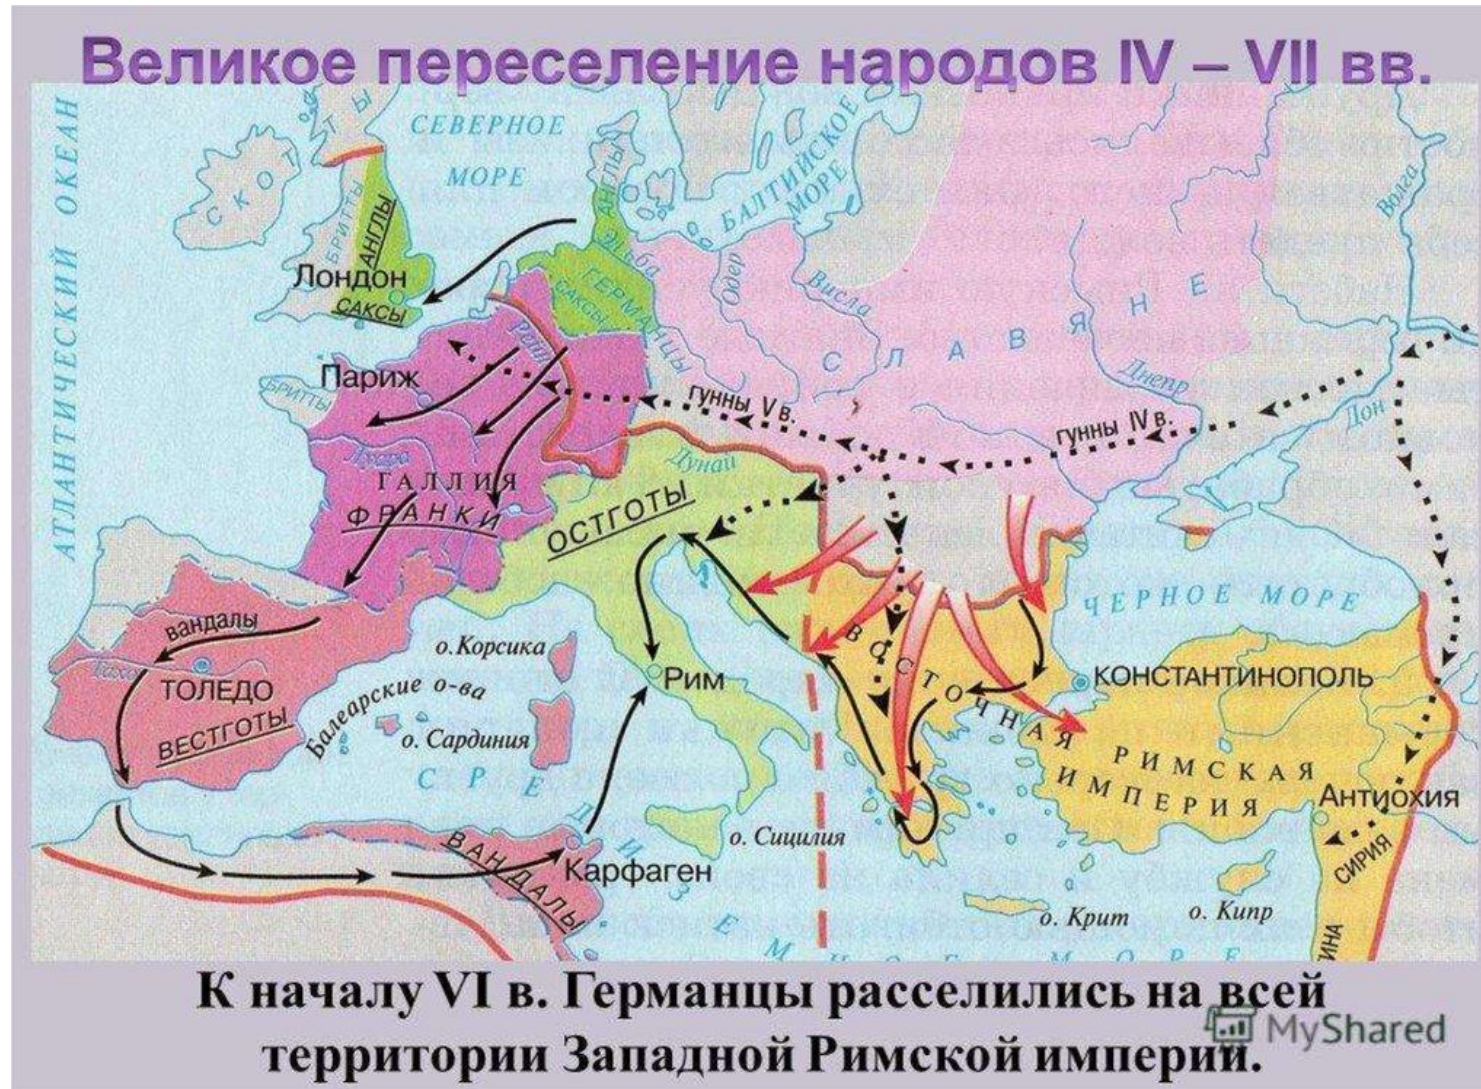 Великое переселение народов IV – VII вв.
АТЛАНТИЧЕСКИЙ ОКЕАН
СЕВЕРНОЕ
МОРЕ
БАЛТИЙСКОЕ
МОРЕ
СКОТ
ТЫ
БРИТТЫ
АНГЛЫ
Лондон
САКСЫ
АНГЛЫ
Эльба
ГЕРМАНЦЫ
САКСЫ
Одер
Висла
СЛАВЯНЕ
Волга
Днепр
Дон
гунны IV в.
гунны V в.
Рейн
Париж
БРИТТЫ
Луара
ГАЛЛИЯ
ФРАНКИ
Дунай
ОСТГОТЫ
ЧЕРНОЕ МОРЕ
вандалы
Тахо
ТОЛЕДО
ВЕСТГОТЫ
Балеарские о-ва
о.Корсика
о. Сардиния
Рим
КОНСТАНТИНОПОЛЬ
ВОСТОЧНАЯ
РИМСКАЯ
ИМПЕРИЯ
Антиохия
СИРИЯ
о. Сицилия
Карфаген
ВАНДАЛЫ
СРЕДИЗЕМНОЕ МОРЕ
о. Крит
о. Кипр
ТИНА
К началу VI в. Германцы расселились на всей
территории Западной Римской империи.
MyShared